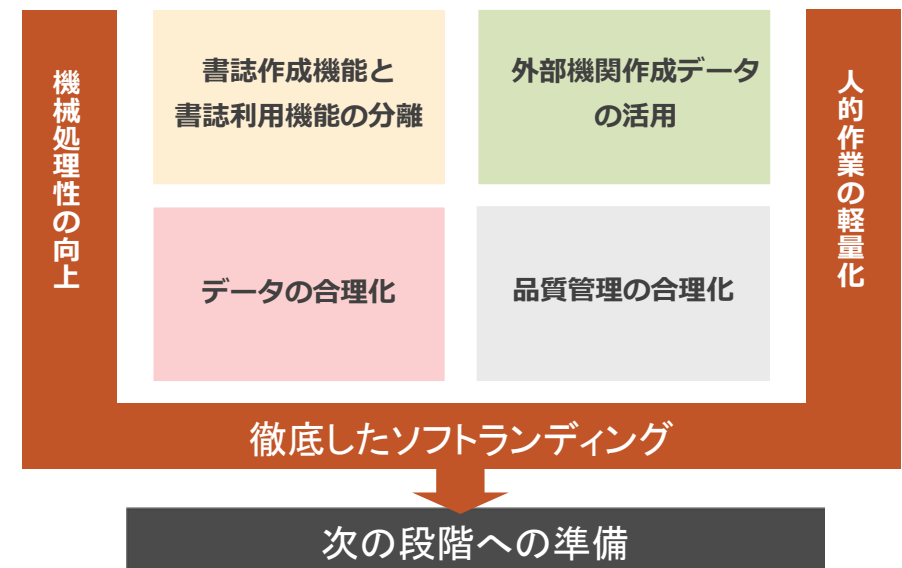 機械処理性の向上
書誌作成機能と
書誌利用機能の分離
外部機関作成データ
の活用
データの合理化
品質管理の合理化
人的作業の軽量化
徹底したソフトランディング
次の段階への準備